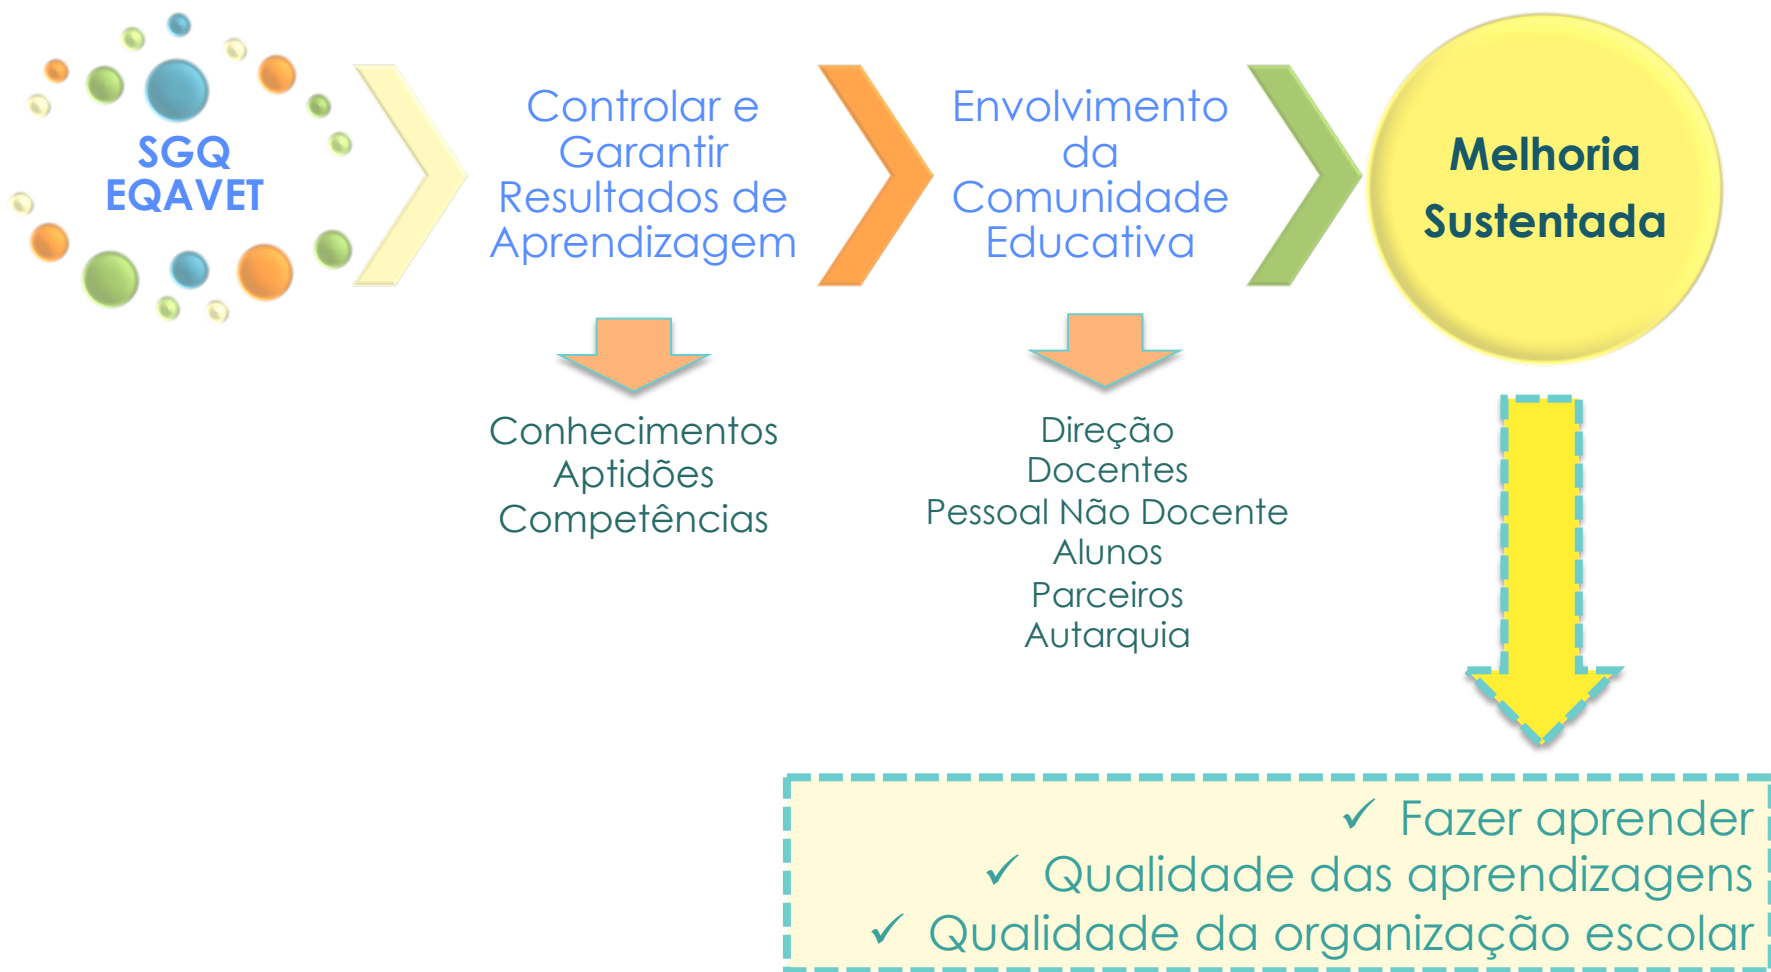 SGQ
EQAVET
Controlar e
Garantir
Resultados de
Aprendizagem
Envolvimento
da
Comunidade
Educativa
Melhoria
Sustentada
Conhecimentos
Aptidões
Competências
Direção
Docentes
Pessoal Não Docente
Alunos
Parceiros
Autarquia
✓ Fazer aprender
✓ Qualidade das aprendizagens
✓ Qualidade da organização escolar